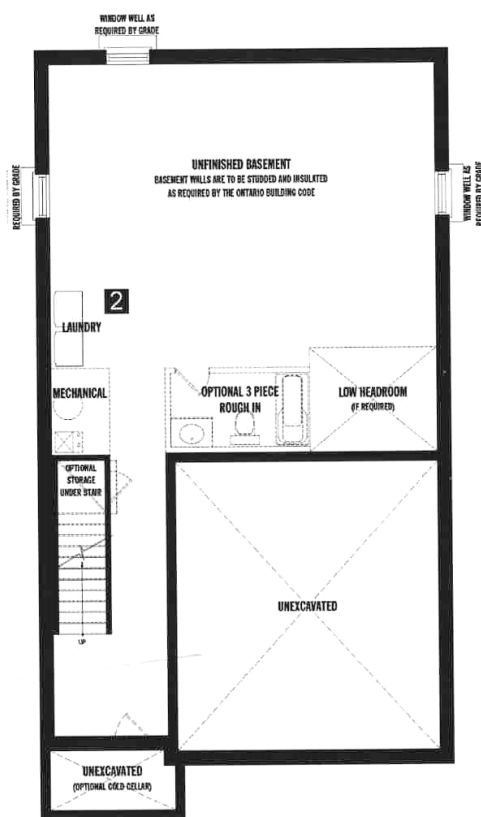 WINDOW WELL AS
REQUIRED BY GRADE
UNFINISHED BASEMENT
BASEMENT WALLS ARE TO BE STUDDED AND INSULATED
AS REQUIRED BY THE ONTARIO BUILDING CODE
REQUIRED BY GRADE
WINDOW WELL AS
REQUIRED BY GRADE
2
LAUNDRY
MECHANICAL
OPTIONAL 3 PIECE
ROUGH IN
LOW HEADROOM
(IF REQUIRED)
OPTIONAL
STORAGE
UNDER STAIR
UNEXCAVATED
UP
UNEXCAVATED
(OPTIONAL COLD CELLAR)